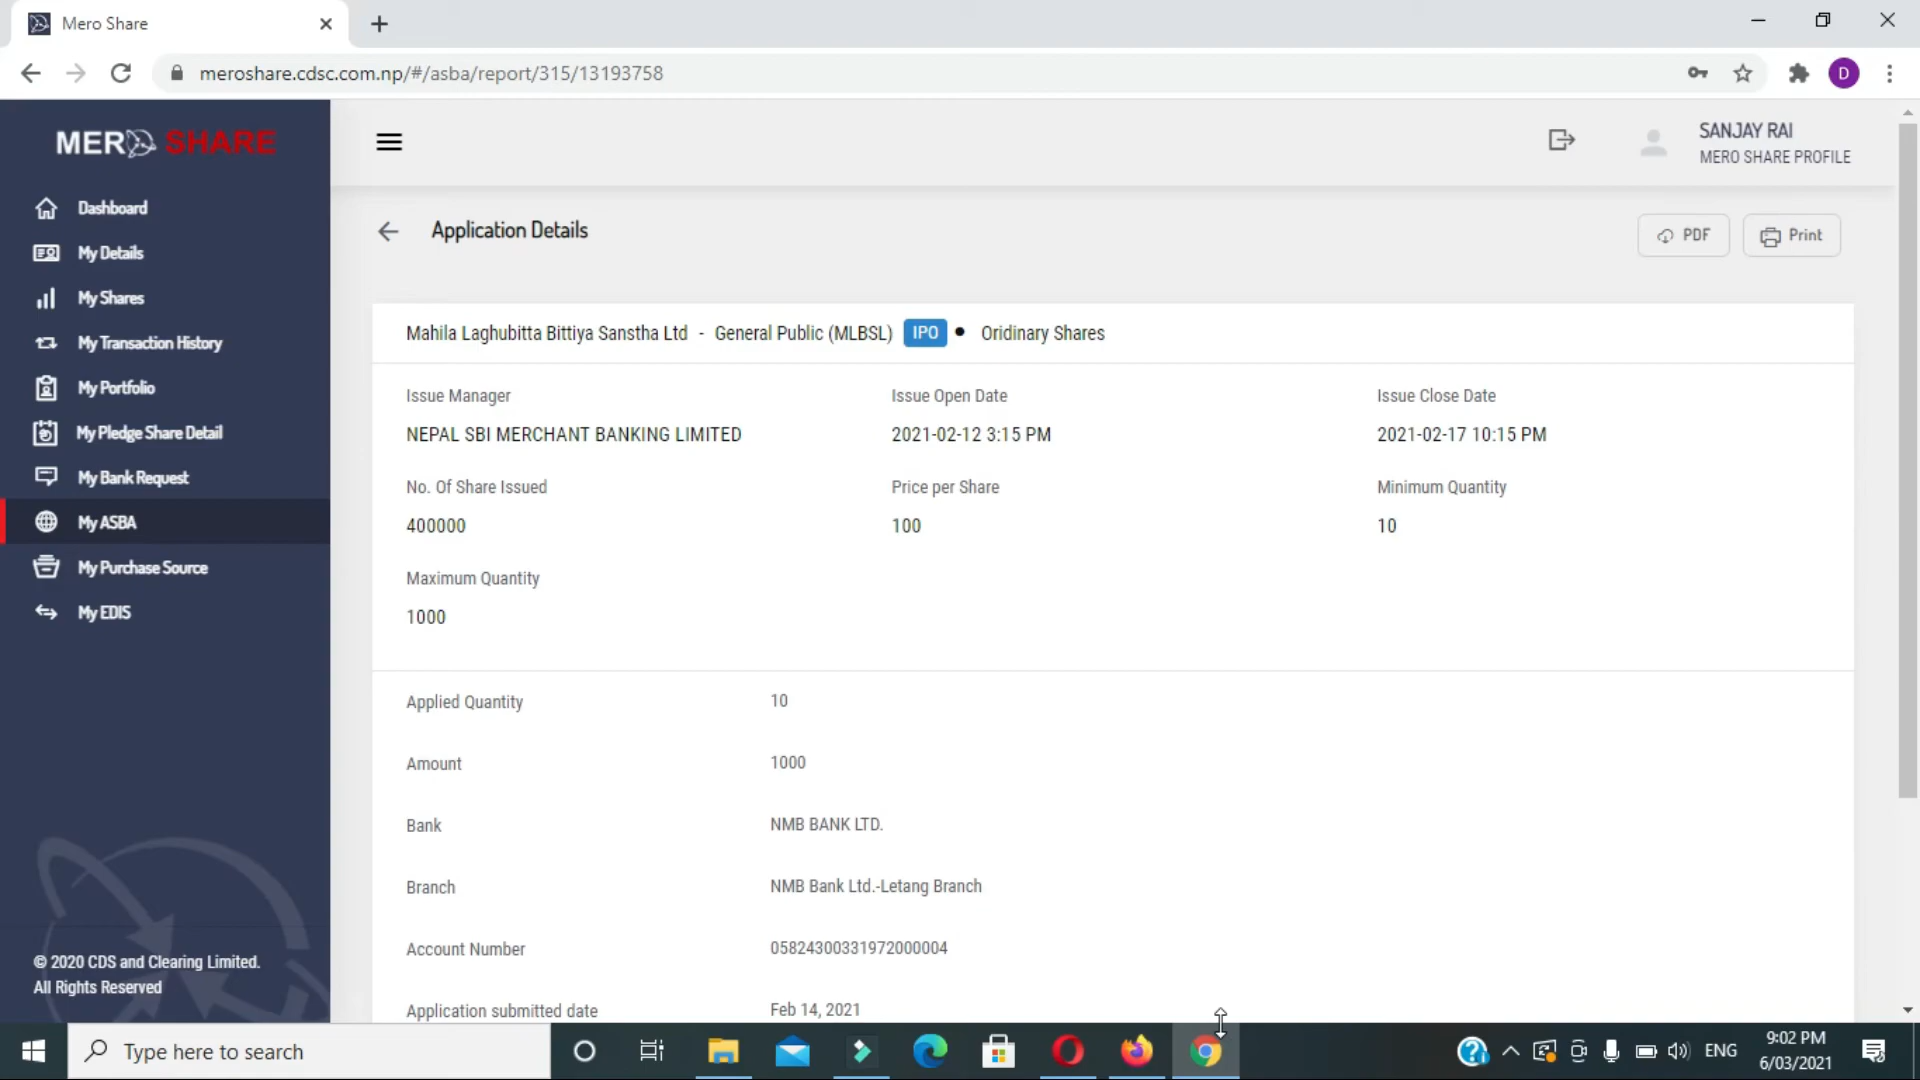 Mero Share
meroshare.cdsc.com.np/#/asba/report/315/13193758
D
MERO SHARE
SANJAY RAI
MERO SHARE PROFILE
Dashboard
My Details
My Shares
My Transaction History
My Portfolio
My Pledge Share Detail
My Bank Request
My ASBA
My Purchase Source
My EDIS
© 2020 CDS and Clearing Limited.
All Rights Reserved
Application Details
PDF
Print
Mahila Laghubitta Bittiya Sanstha Ltd - General Public (MLBSL) IPO ● Oridinary Shares
Issue Manager
NEPAL SBI MERCHANT BANKING LIMITED
Issue Open Date
2021-02-12 3:15 PM
Issue Close Date
2021-02-17 10:15 PM
No. Of Share Issued
400000
Price per Share
100
Minimum Quantity
10
Maximum Quantity
1000
Applied Quantity 10
Amount 1000
Bank NMB BANK LTD.
Branch NMB Bank Ltd.-Letang Branch
Account Number 05824300331972000004
Application submitted date Feb 14, 2021
Type here to search
ENG
9:02 PM
6/03/2021